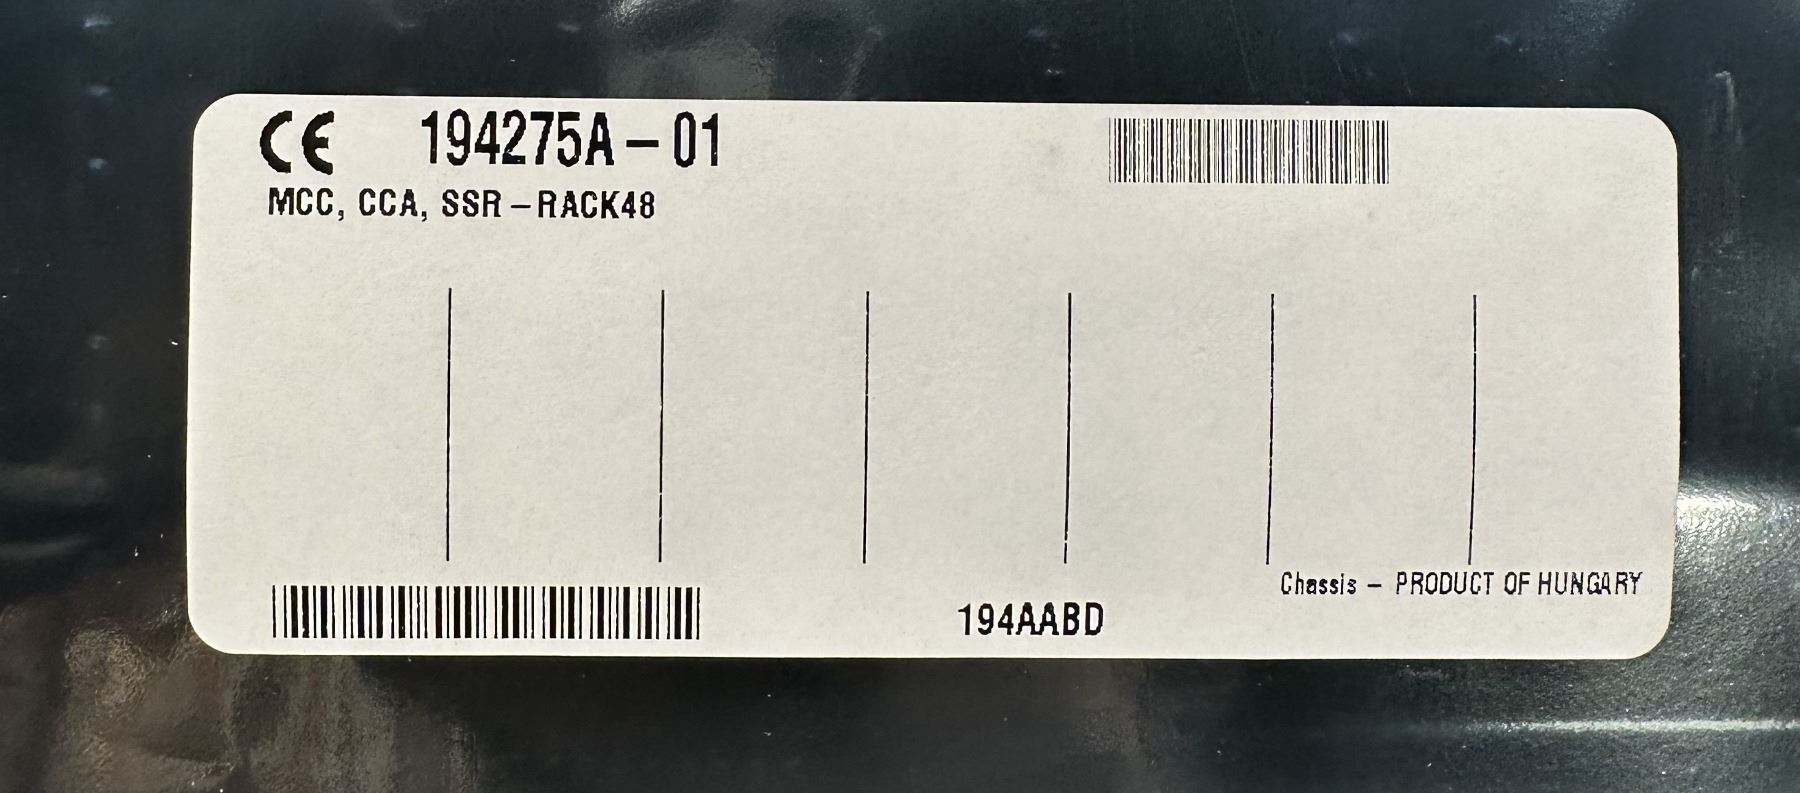 CE 194275A-01
MCC, CCA, SSR-RACK48
Chassis - PRODUCT OF HUNGARY
194AABD